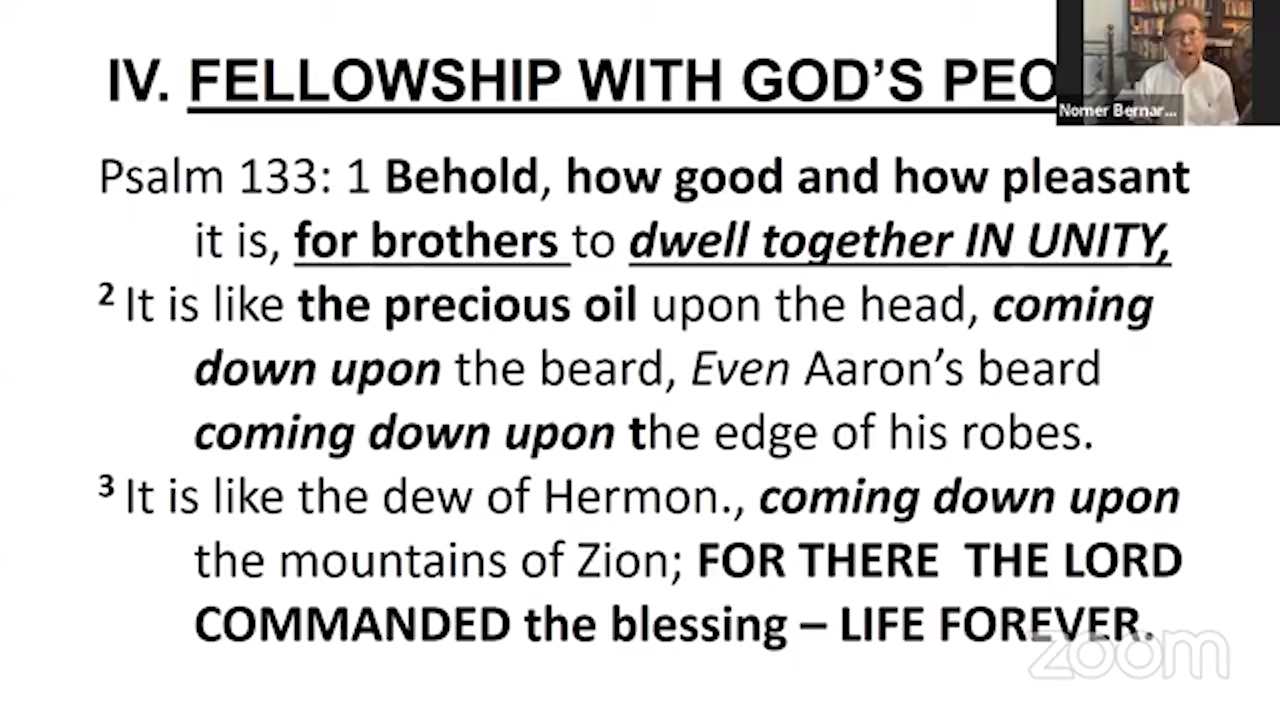 IV. FELLOWSHIP WITH GOD'S PEO
Nomer Bernar...
Psalm 133: 1 Behold, how good and how pleasant
it is, for brothers to dwell together IN UNITY,
2 It is like the precious oil upon the head, coming
down upon the beard, Even Aaron's beard
coming down upon the edge of his robes.
3 It is like the dew of Hermon., coming down upon
the mountains of Zion; FOR THERE THE LORD
COMMANDED the blessing – LIFE FOREVER.
zoom